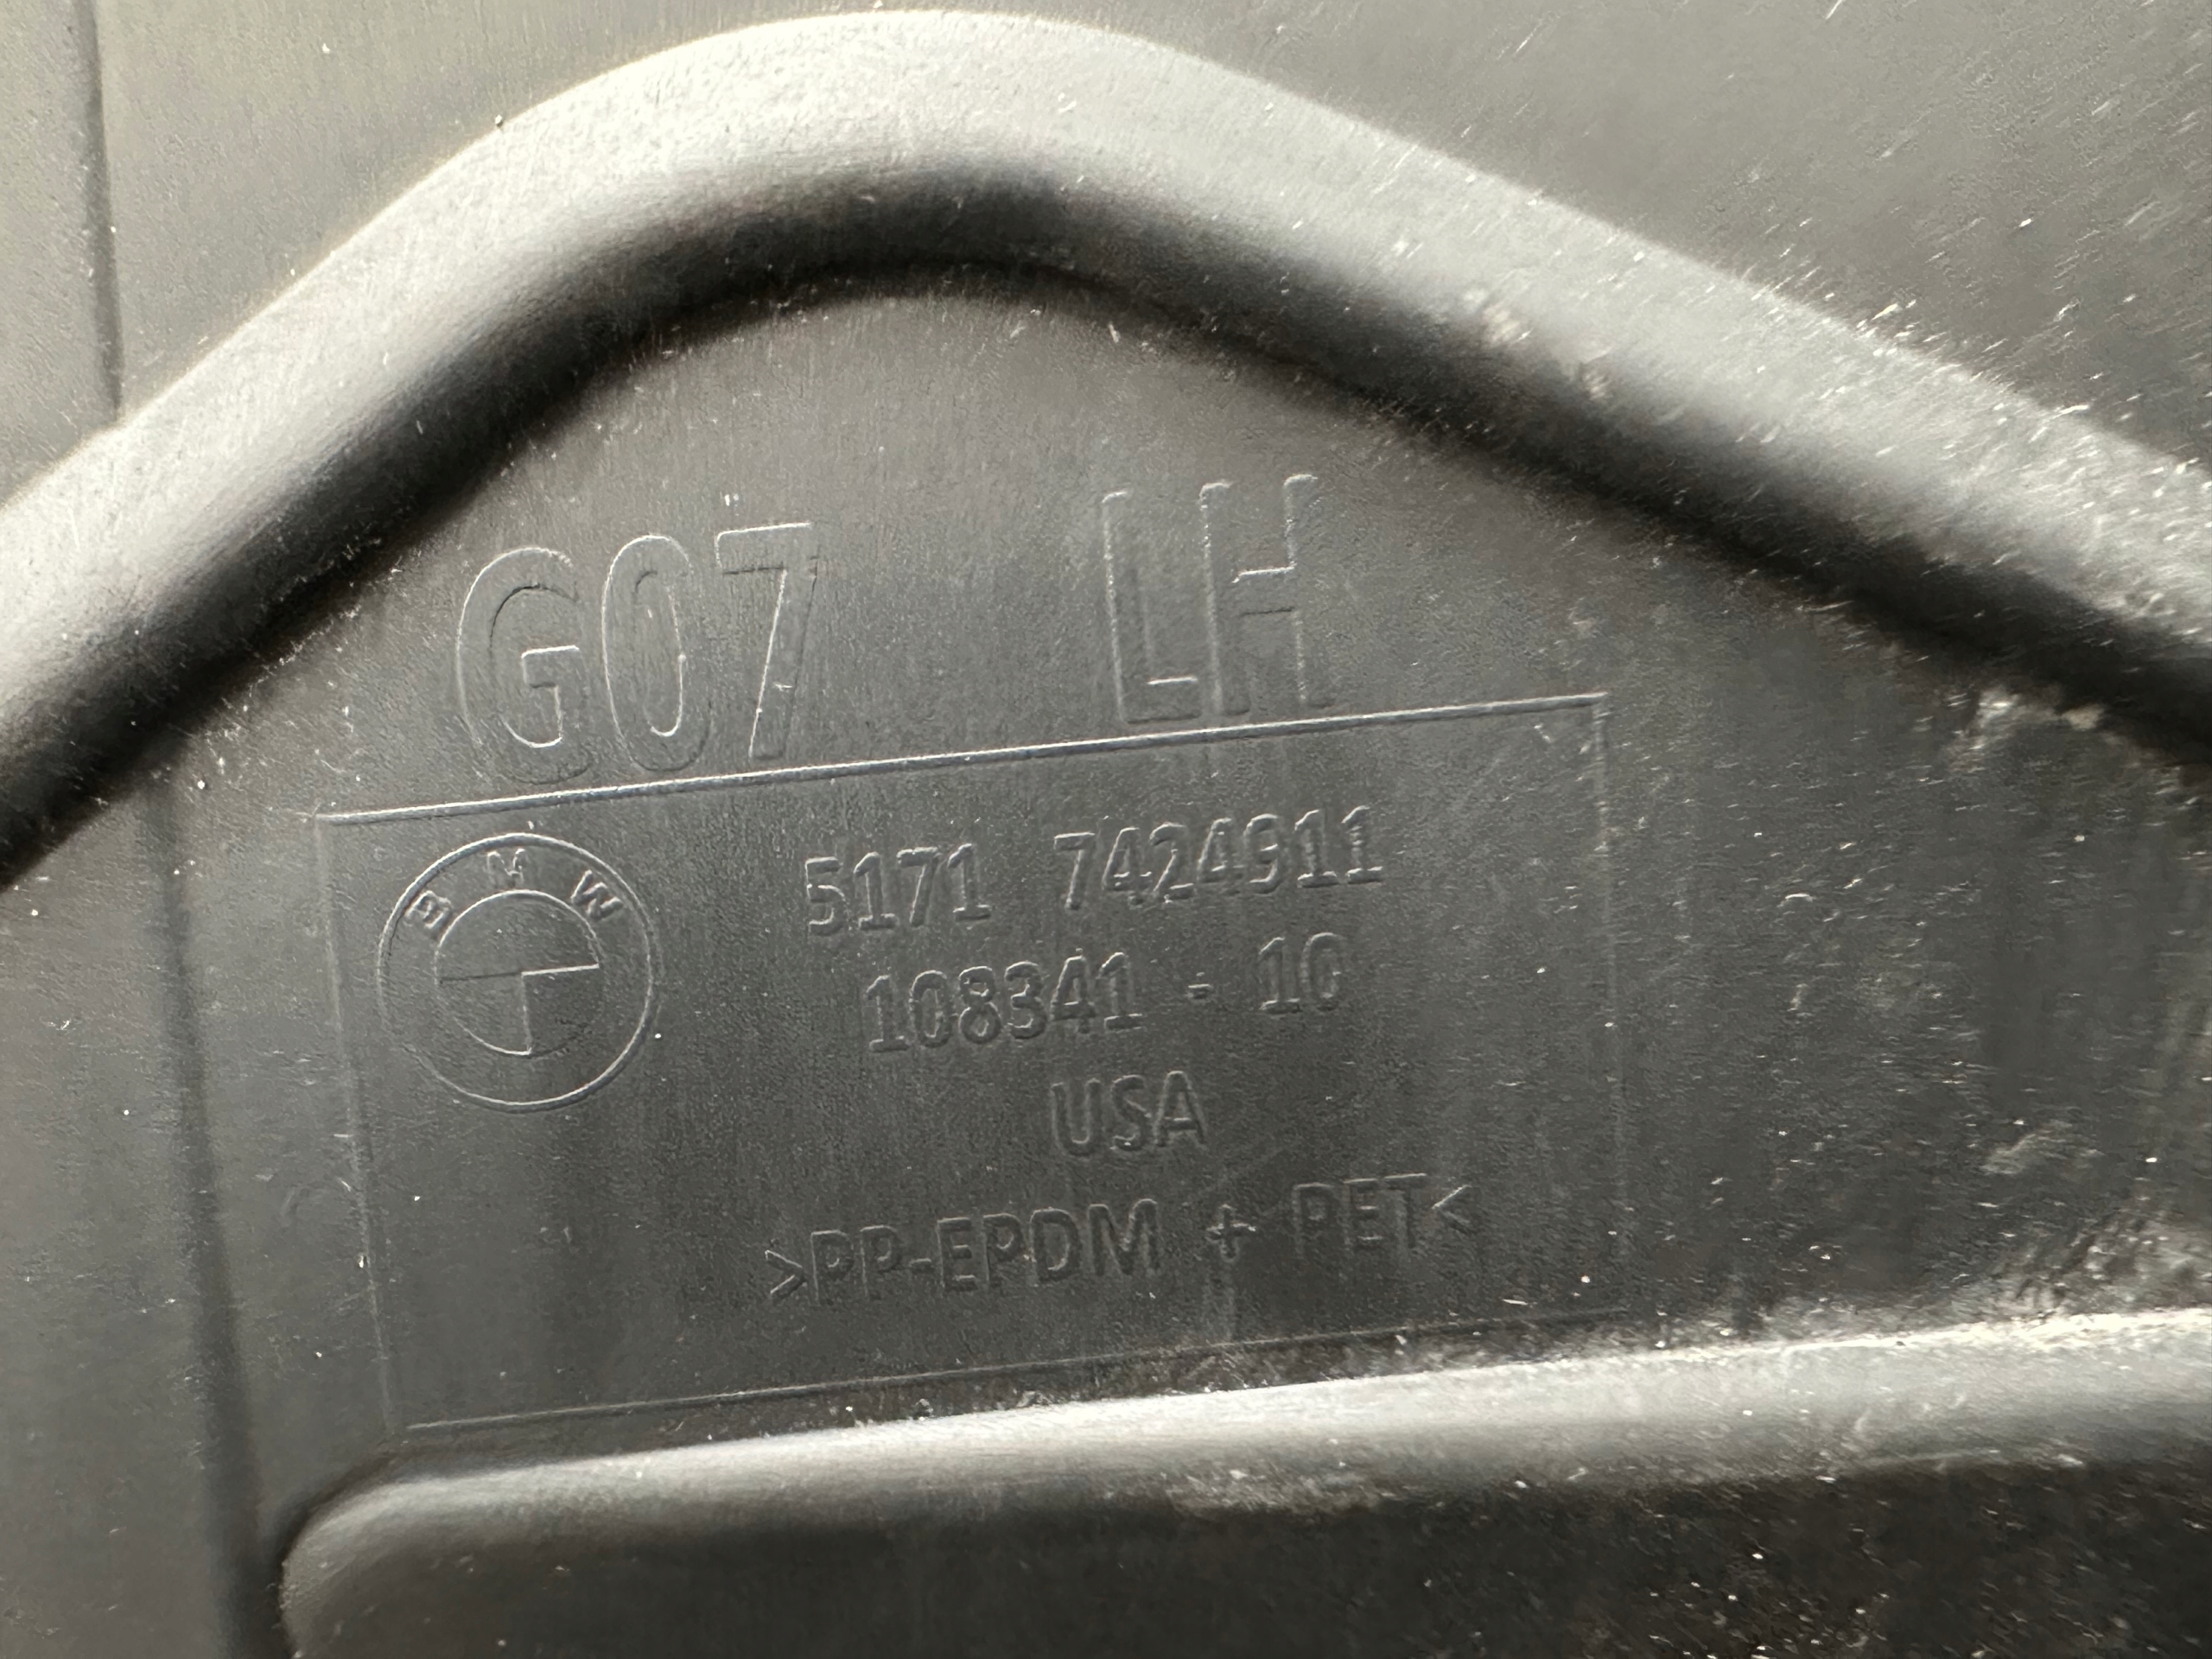 G07 LH
BMW
5171 7424911
108341 - 10
USA
>PP-EPDM + PET<